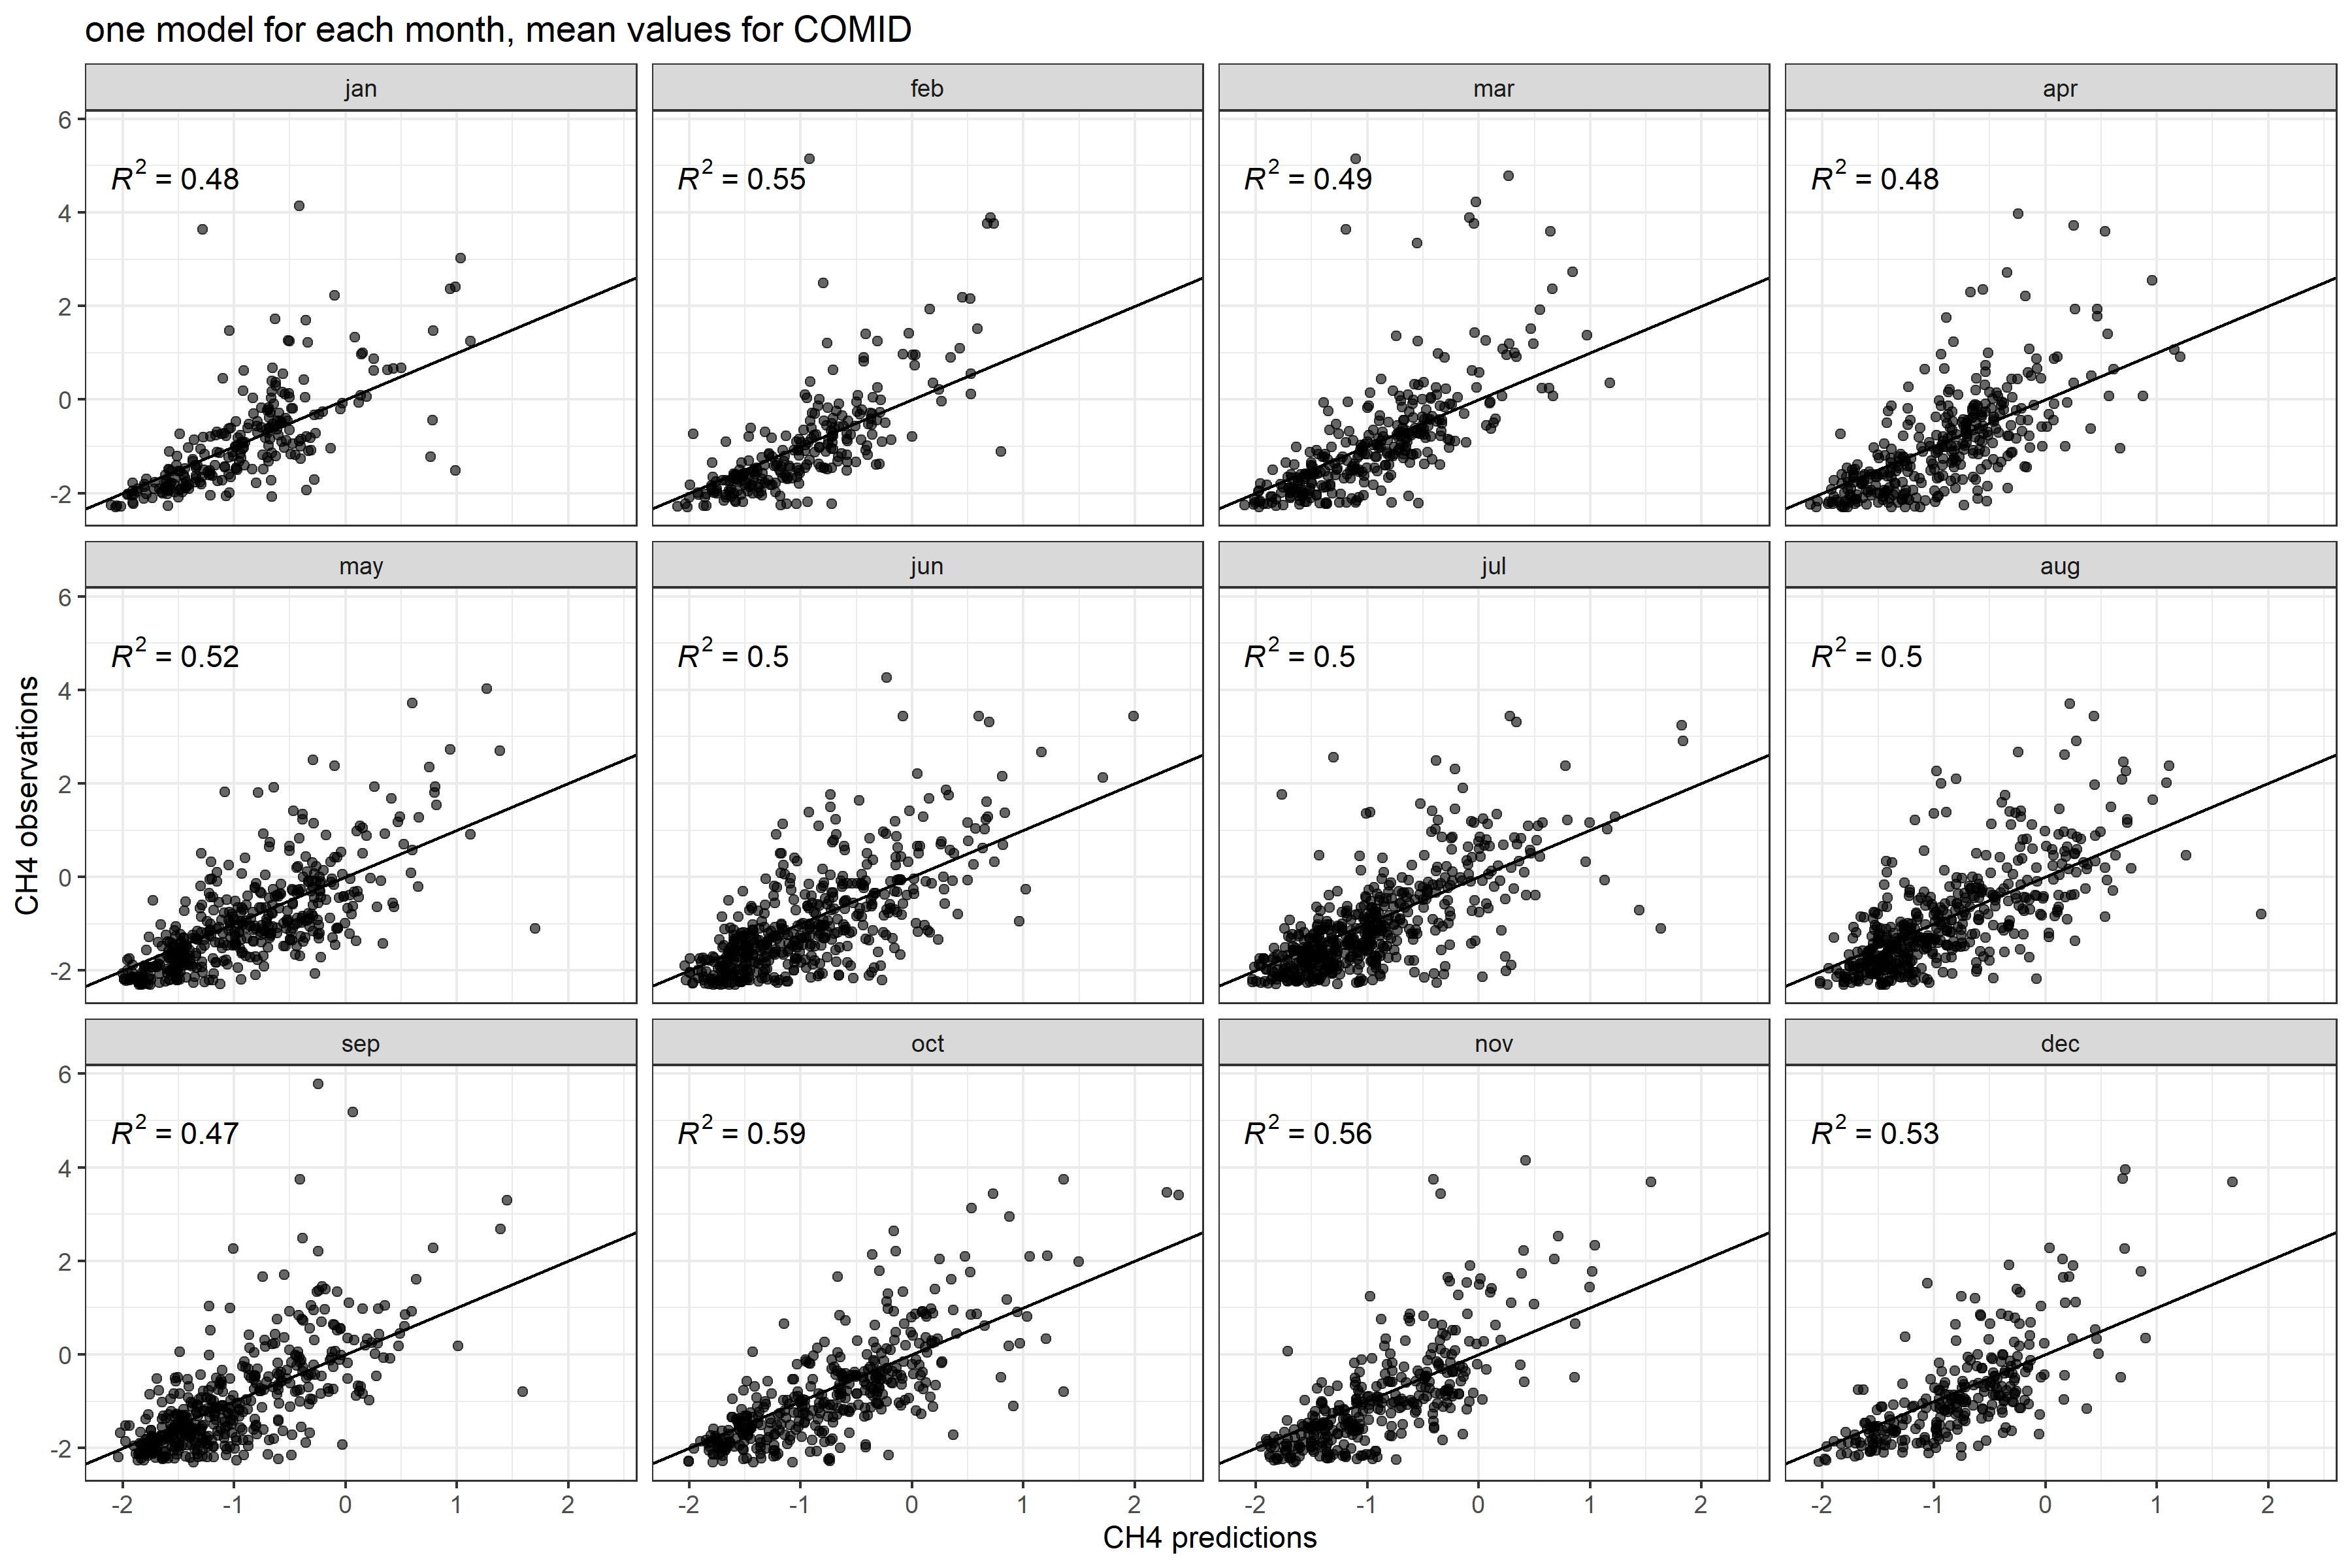 one model for each month, mean values for COMID
jan feb mar apr
6
4
2
0
-2
R² = 0.48
R² = 0.55
R² = 0.49
R² = 0.48
may jun jul aug
6
4
2
0
-2
R² = 0.52
R² = 0.5
R² = 0.5
R² = 0.5
CH4 observations
sep oct nov dec
6
4
2
0
-2
R² = 0.47
R² = 0.59
R² = 0.56
R² = 0.53
-2 -1 0 1 2
-2 -1 0 1 2
-2 -1 0 1 2
-2 -1 0 1 2
CH4 predictions